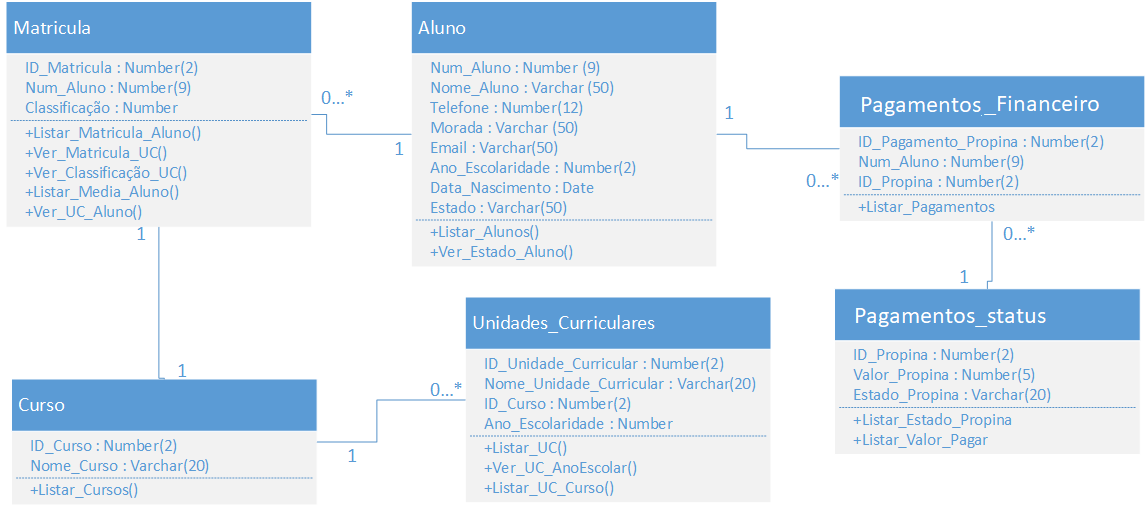 Matricula
ID_Matricula : Number(2)
Num_Aluno : Number(9)
Classificação : Number
+Listar_Matricula_Aluno()
+Ver_Matricula_UC()
+Ver_Classificação_UC()
+Listar_Media_Aluno()
+Ver_UC_Aluno()
0...*
1
Aluno
Num_Aluno : Number (9)
Nome_Aluno : Varchar (50)
Telefone : Number(12)
Morada : Varchar (50)
Email : Varchar(50)
Ano_Escolaridade : Number(2)
Data_Nascimento : Date
Estado : Varchar(50)
+Listar_Alunos()
+Ver_Estado_Aluno()
1
0...*
Pagamentos_Financeiro
ID_Pagamento_Propina : Number(2)
Num_Aluno : Number(9)
ID_Propina : Number(2)
+Listar_Pagamentos
0...*
1
Pagamentos_status
ID_Propina : Number(2)
Valor_Propina : Number(5)
Estado_Propina : Varchar(20)
+Listar_Estado_Propina
+Listar_Valor_Pagar
1
1
Curso
ID_Curso : Number(2)
Nome_Curso : Varchar(20)
+Listar_Cursos()
1
0...*
Unidades_Curriculares
ID_Unidade_Curricular : Number(2)
Nome_Unidade_Curricular : Varchar(20)
ID_Curso : Number(2)
Ano_Escolaridade : Number
+Listar_UC()
+Ver_UC_AnoEscolar()
+Listar_UC_Curso()